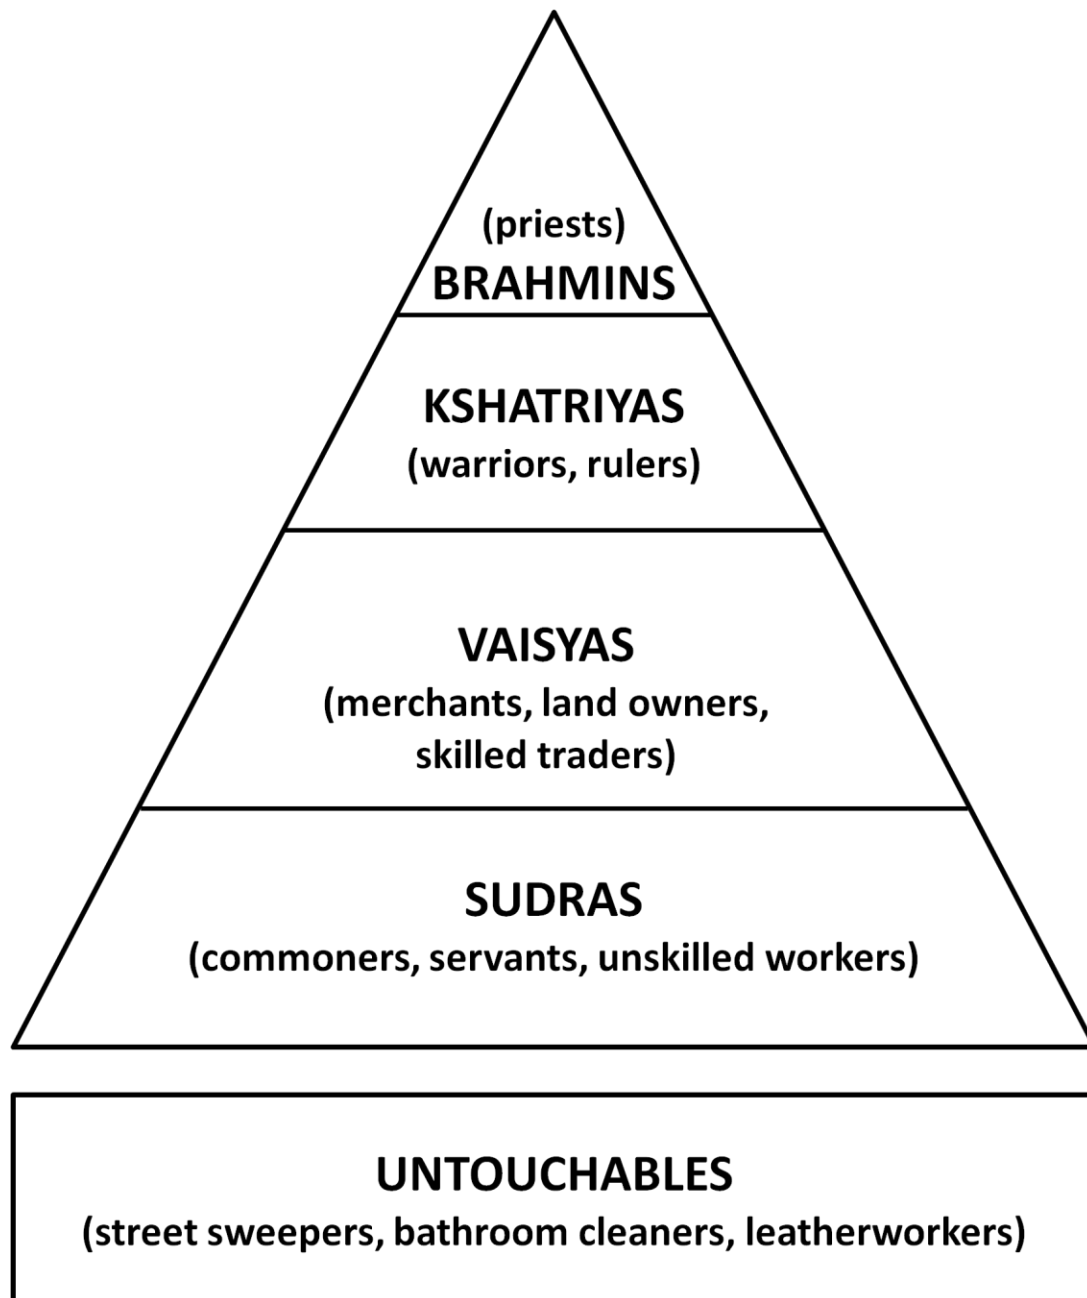 (priests)
BRAHMINS
KSHATRIYAS
(warriors, rulers)
VAISYAS
(merchants, land owners,
skilled traders)
SUDRAS
(commoners, servants, unskilled workers)
UNTOUCHABLES
(street sweepers, bathroom cleaners, leatherworkers)